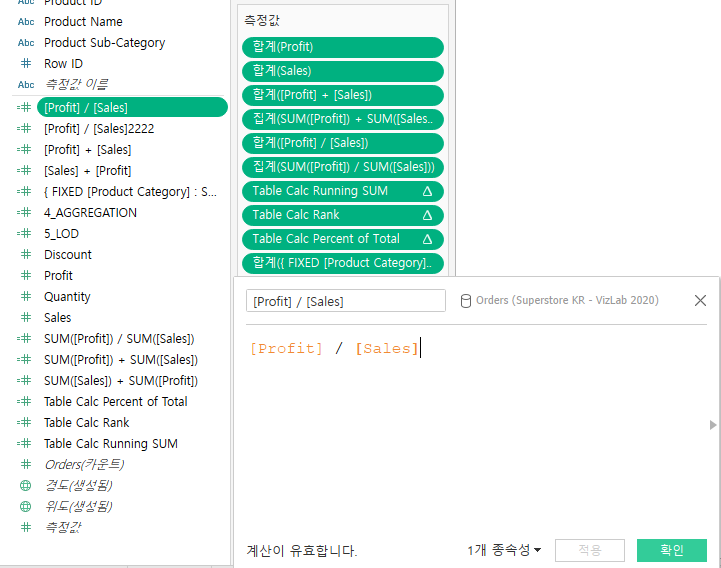 Abc Product ID
Abc Product Name
Abc Product Sub-Category
# Row ID
Abc 측정값 이름
=# [Profit] / [Sales]
=# [Profit] / [Sales]2222
=# [Profit] + [Sales]
=# [Sales] + [Profit]
=# { FIXED [Product Category] : S...
=# 4_AGGREGATION
=# 5_LOD
# Discount
# Profit
# Quantity
# Sales
=# SUM([Profit]) / SUM([Sales])
=# SUM([Profit]) + SUM([Sales])
=# SUM([Sales]) + SUM([Profit])
=# Table Calc Percent of Total
=# Table Calc Rank
=# Table Calc Running SUM
# Orders(카운트)
경도(생성됨)
위도(생성됨)
# 측정값
측정값
합계(Profit)
합계(Sales)
합계([Profit] + [Sales])
집계(SUM([Profit]) + SUM([Sales..
합계([Profit] / [Sales])
집계(SUM([Profit]) / SUM([Sales]))
Table Calc Running SUM △
Table Calc Rank △
Table Calc Percent of Total △
합계({ FIXED [Product Category]..
[Profit] / [Sales]
Orders (Superstore KR - VizLab 2020)
[Profit] / [Sales]
계산이 유효합니다.
1개 종속성
적용
확인